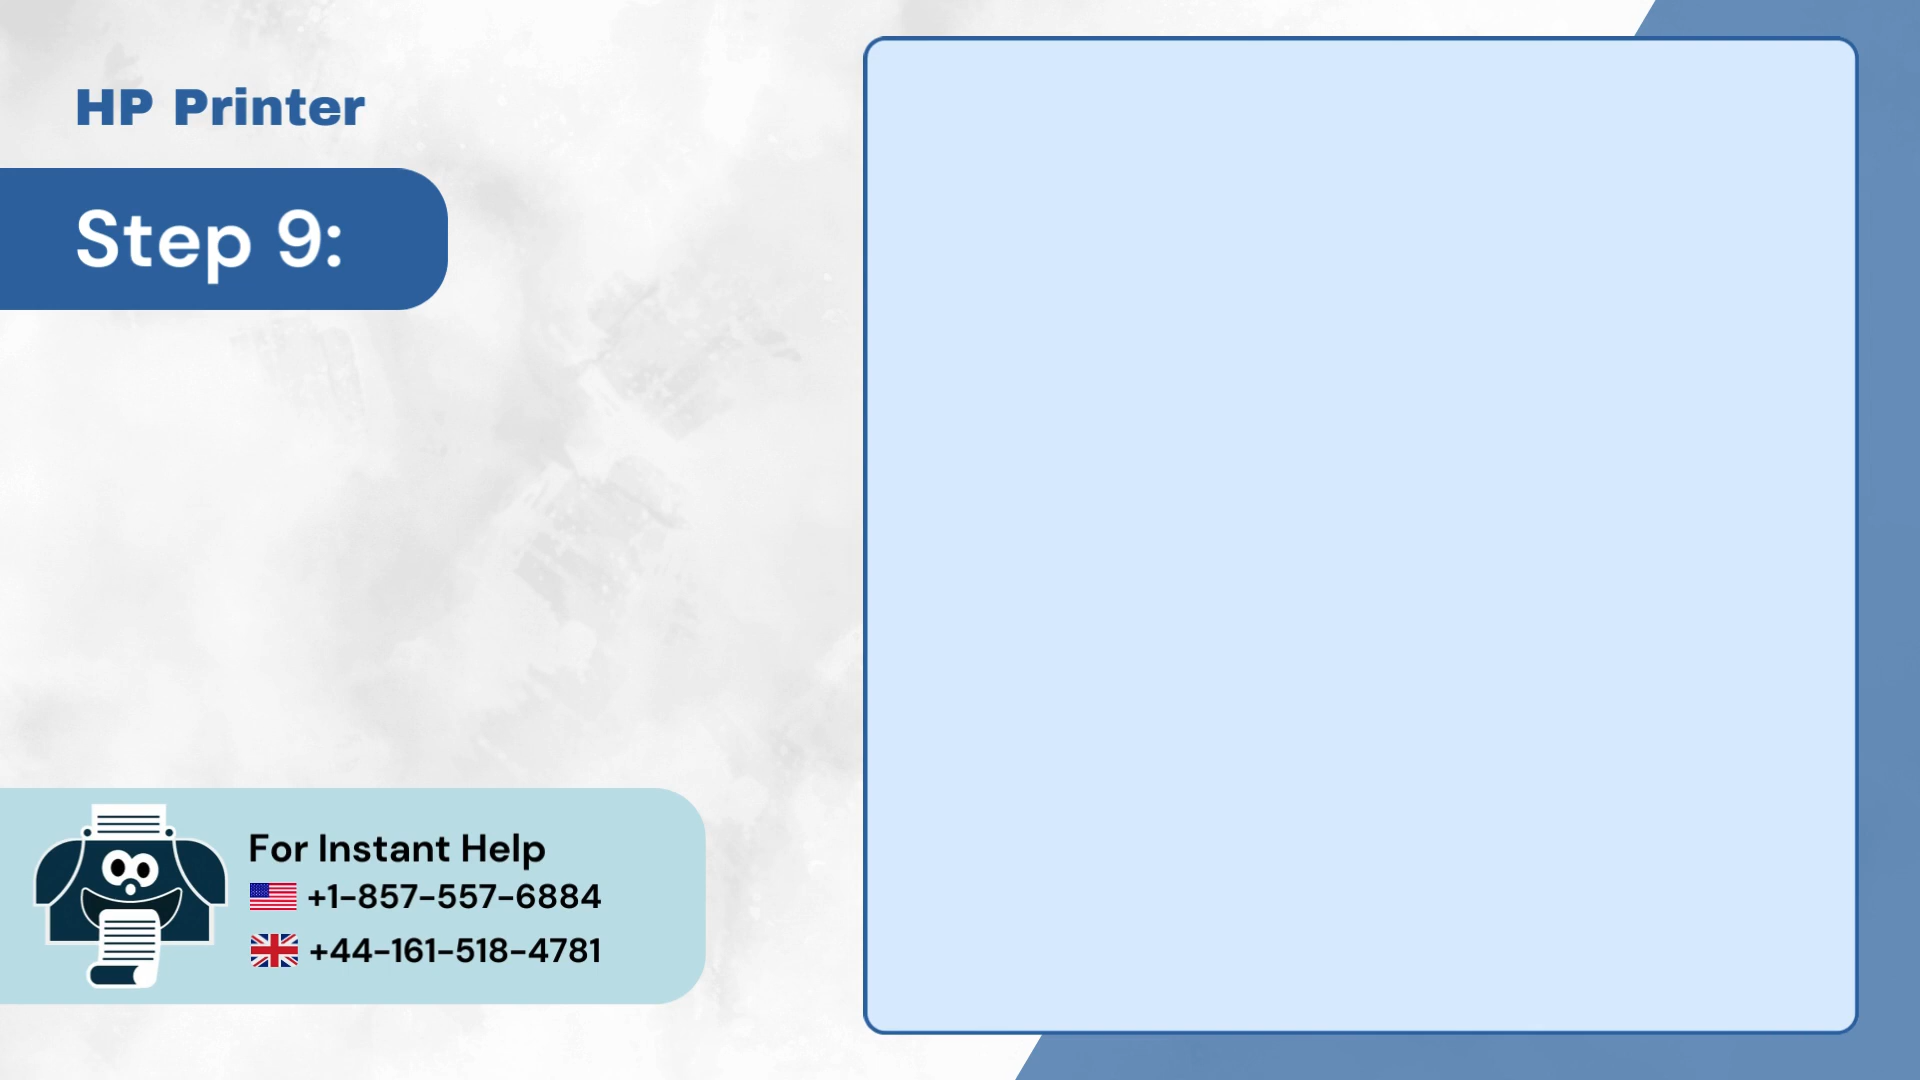 HP Printer
Step 9:
For Instant Help
+1-857-557-6884
+44-161-518-4781